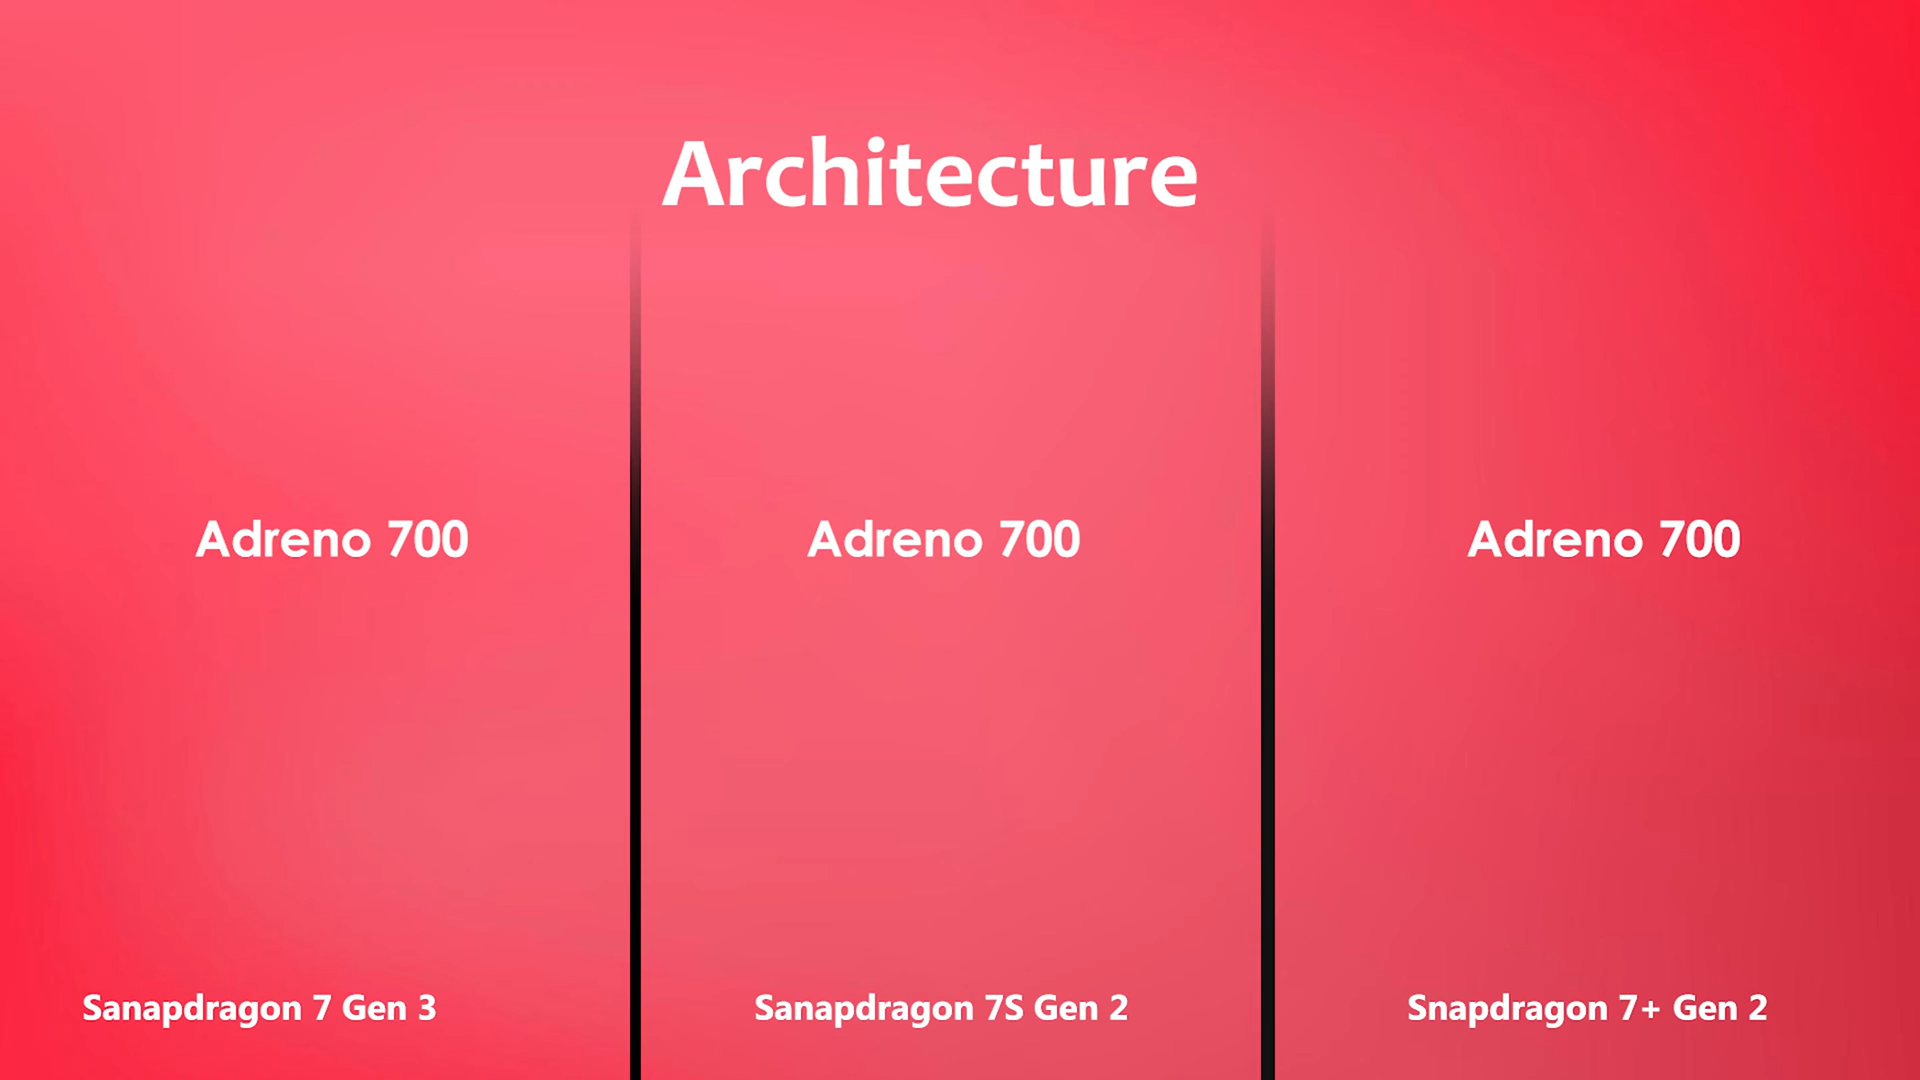 Architecture
Adreno 700
Adreno 700
Adreno 700
Sanapdragon 7 Gen 3
Sanapdragon 7S Gen 2
Snapdragon 7+ Gen 2